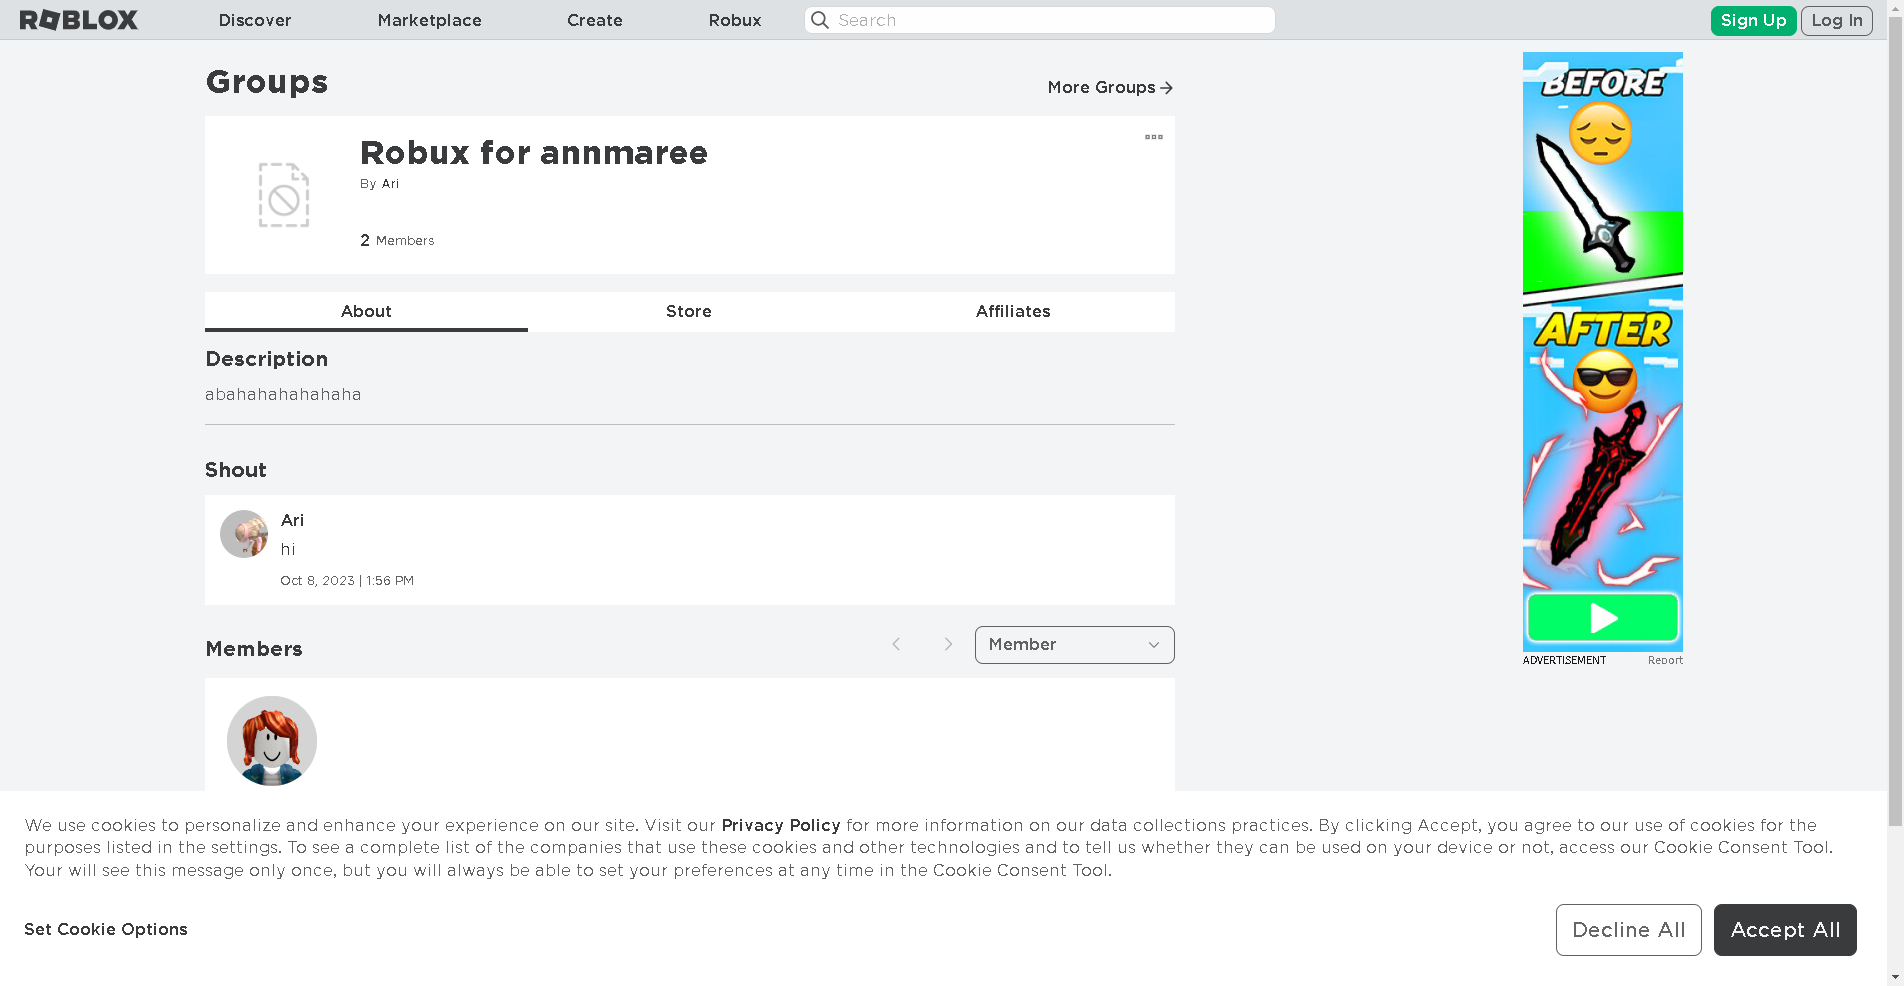 ROBLOX Discover Marketplace Create Robux Search Sign Up Log In
Groups
More Groups
Robux for annmaree
By Ari
2 Members
About Store Affiliates
Description
abahahahahahaha
Shout
Ari
hi
Oct 8, 2023 | 1:56 PM
Members
Member
We use cookies to personalize and enhance your experience on our site. Visit our Privacy Policy for more information on our data collections practices. By clicking Accept, you agree to our use of cookies for the
purposes listed in the settings. To see a complete list of the companies that use these cookies and other technologies and to tell us whether they can be used on your device or not, access our Cookie Consent Tool.
Your will see this message only once, but you will always be able to set your preferences at any time in the Cookie Consent Tool.
Set Cookie Options
Decline All
Accept All
BEFORE
AFTER
ADVERTISEMENT
Report